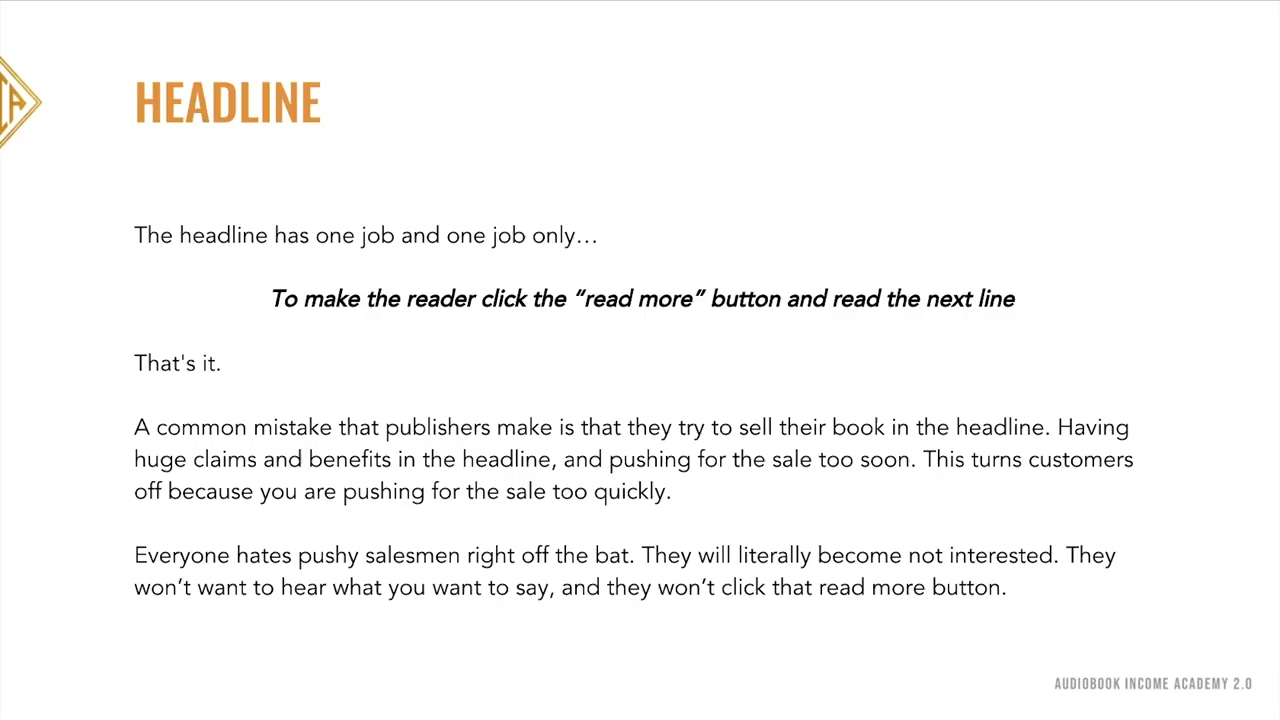 HEADLINE
The headline has one job and one job only…
To make the reader click the “read more” button and read the next line
That's it.
A common mistake that publishers make is that they try to sell their book in the headline. Having
huge claims and benefits in the headline, and pushing for the sale too soon. This turns customers
off because you are pushing for the sale too quickly.
Everyone hates pushy salesmen right off the bat. They will literally become not interested. They
won’t want to hear what you want to say, and they won’t click that read more button.
AUDIOBOOK INCOME ACADEMY 2.0